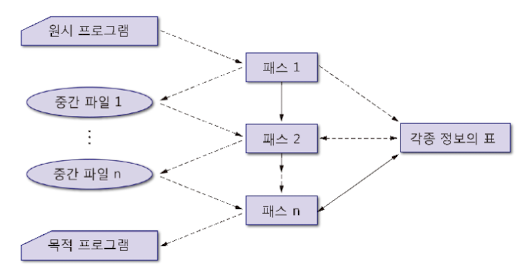 원시 프로그램
패스 1
중간 파일 1
패스 2
각종 정보의 표
⋮
중간 파일 n
패스 n
목적 프로그램